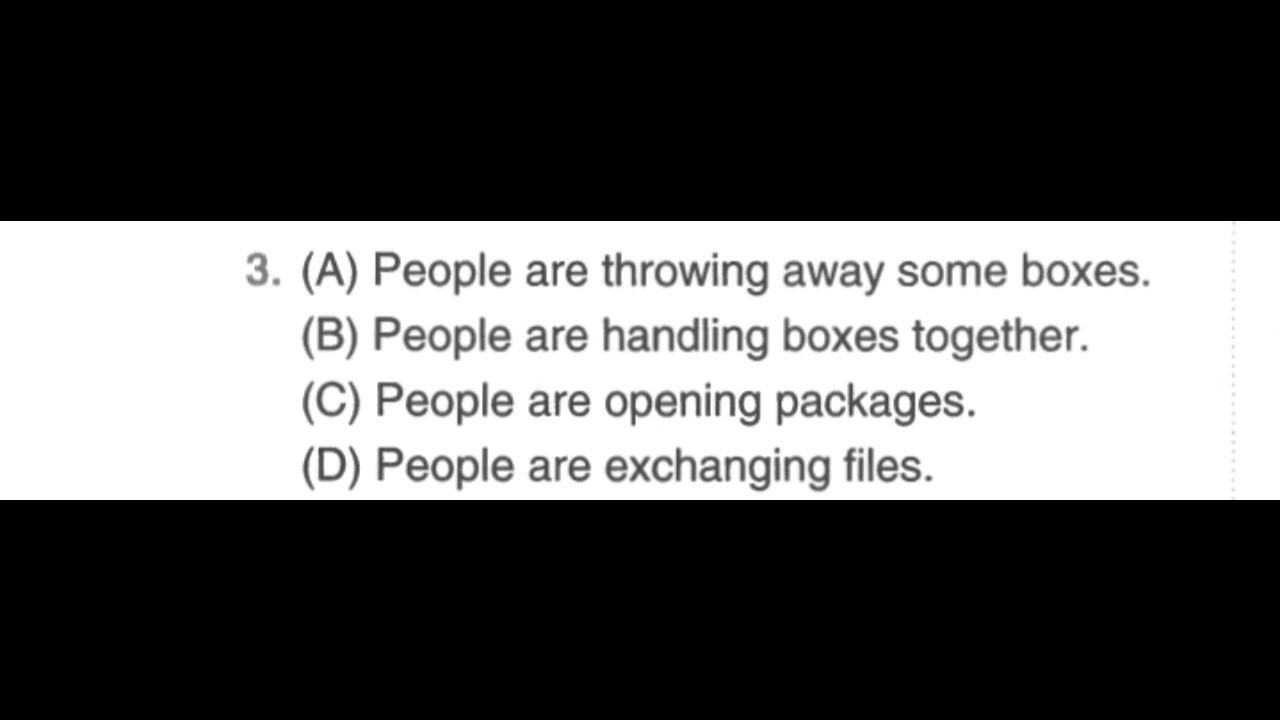 3. (A) People are throwing away some boxes.
(B) People are handling boxes together.
(C) People are opening packages.
(D) People are exchanging files.